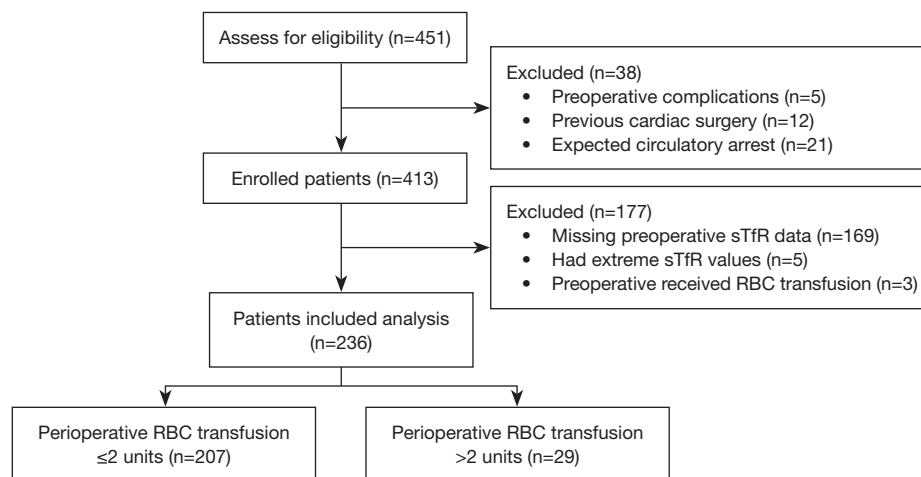 Assess for eligibility (n=451)
Excluded (n=38)
• Preoperative complications (n=5)
• Previous cardiac surgery (n=12)
• Expected circulatory arrest (n=21)
Enrolled patients (n=413)
Excluded (n=177)
• Missing preoperative sTfR data (n=169)
• Had extreme sTfR values (n=5)
• Preoperative received RBC transfusion (n=3)
Patients included analysis
(n=236)
Perioperative RBC transfusion
≤2 units (n=207)
Perioperative RBC transfusion
>2 units (n=29)